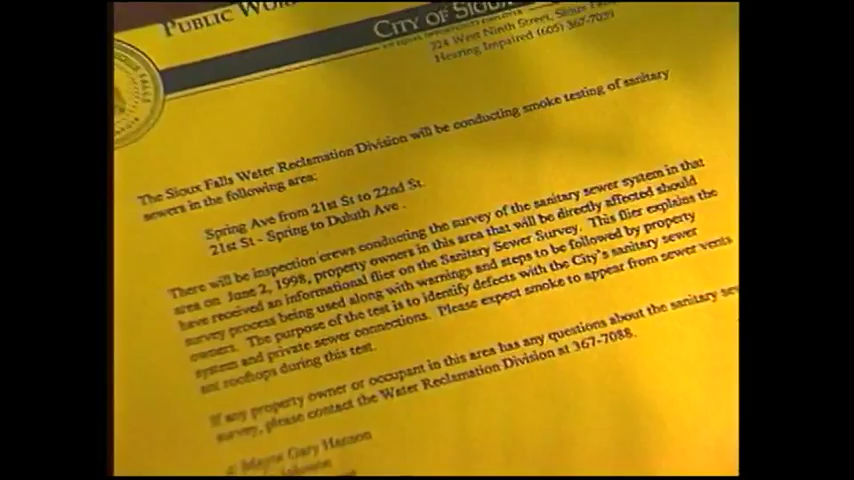 PUBLIC WOR
CITY OF SIOUX
224 West Ninth Street, Sioux Fal
Hearing Impaired (605) 367-7039
The Sioux Falls Water Reclamation Division will be conducting smoke testing of sanitary
sewers in the following area:
Spring Ave from 21st St to 22nd St.
21st St - Spring to Duluth Ave .
There will be inspection crews conducting the survey of the sanitary sewer system in that
area on June 2, 1998, property owners in this area that will be directly affected should
have received an informational flier on the Sanitary Sewer Survey. This flier explains the
survey process being used along with warnings and steps to be followed by property
owners. The purpose of the test is to identify defects with the City's sanitary sewer
system and private sewer connections. Please expect smoke to appear from sewer vents
ant rooftops during this test.
If any property owner or occupant in this area has any questions about the sanitary sew
survey, please contact the Water Reclamation Division at 367-7088.
c: Mayor Gary Hanson